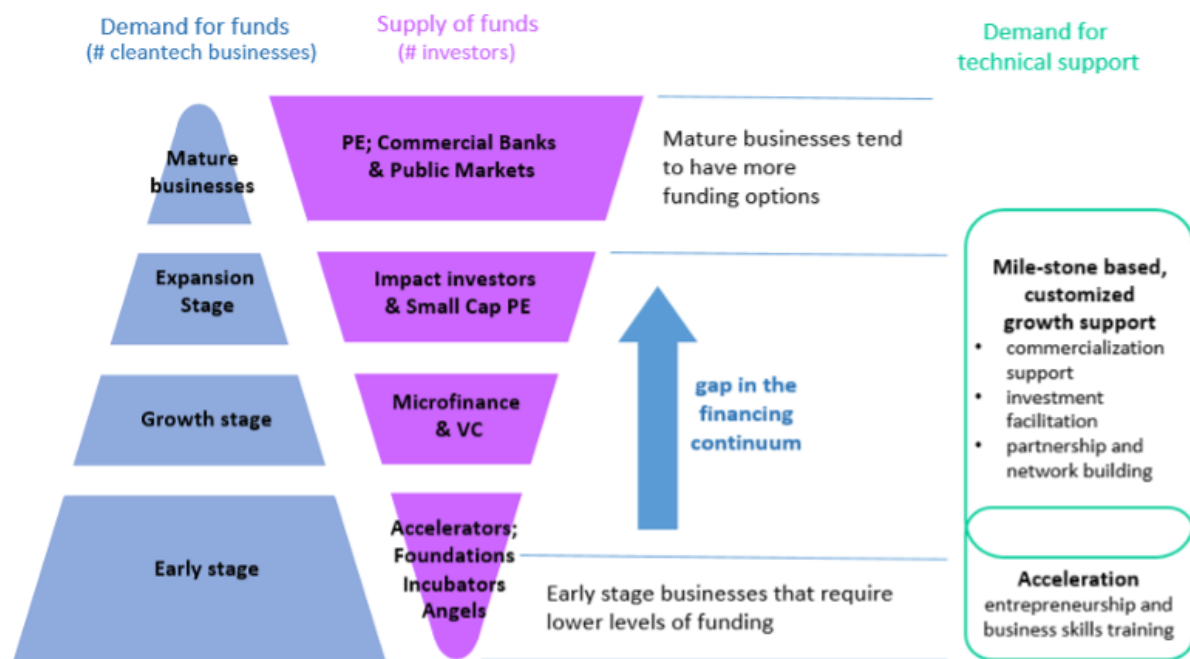 Demand for funds
(# cleantech businesses)
Supply of funds
(# investors)
Demand for
technical support
Mature
businesses
PE; Commercial Banks
& Public Markets
Mature businesses tend
to have more
funding options
Expansion
Stage
Impact investors
& Small Cap PE
Growth stage
Microfinance
& VC
gap in the
financing
continuum
Early stage
Accelerators;
Foundations
Incubators
Angels
Early stage businesses that require
lower levels of funding
Mile-stone based,
customized
growth support
• commercialization
support
• investment
facilitation
• partnership and
network building
Acceleration
entrepreneurship and
business skills training